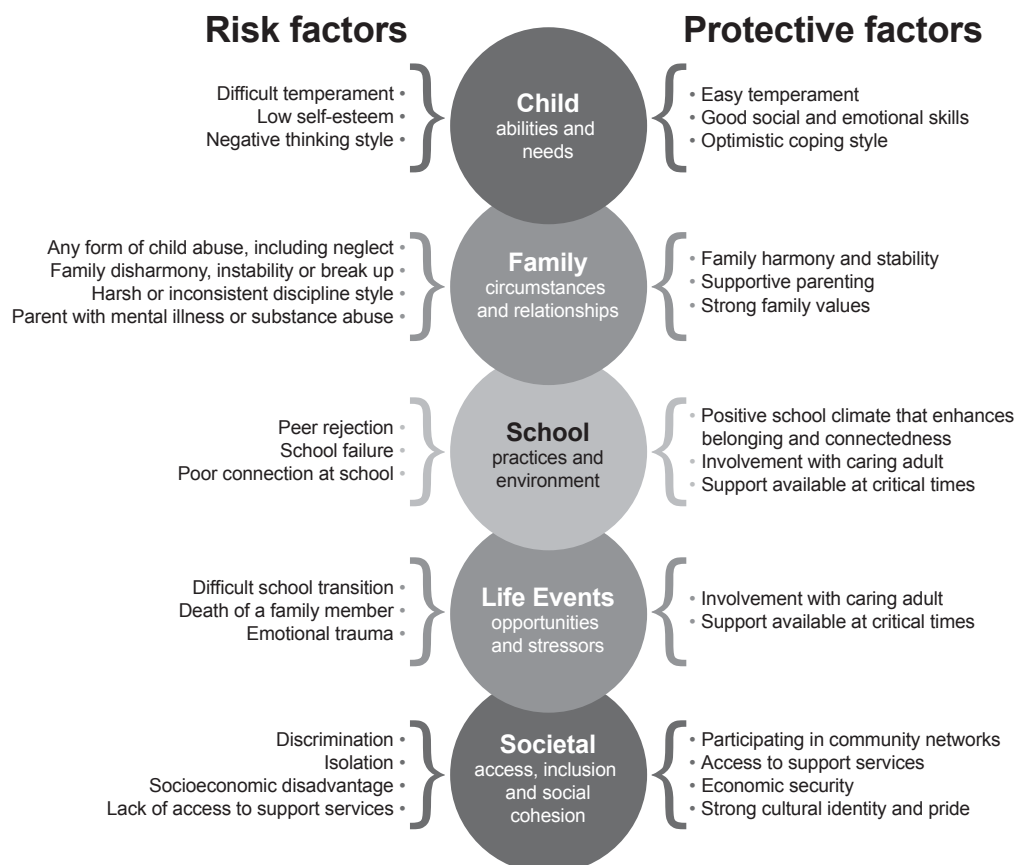 Risk factors
Protective factors
Difficult temperament •
Low self-esteem •
Negative thinking style •
Child
abilities and
needs
• Easy temperament
• Good social and emotional skills
• Optimistic coping style
Any form of child abuse, including neglect •
Family disharmony, instability or break up •
Harsh or inconsistent discipline style •
Parent with mental illness or substance abuse •
Family
circumstances
and relationships
• Family harmony and stability
• Supportive parenting
• Strong family values
Peer rejection •
School failure •
Poor connection at school •
School
practices and
environment
• Positive school climate that enhances
belonging and connectedness
• Involvement with caring adult
• Support available at critical times
Difficult school transition •
Death of a family member •
Emotional trauma •
Life Events
opportunities
and stressors
• Involvement with caring adult
• Support available at critical times
Discrimination •
Isolation •
Socioeconomic disadvantage •
Lack of access to support services •
Societal
access, inclusion
and social
cohesion
• Participating in community networks
• Access to support services
• Economic security
• Strong cultural identity and pride